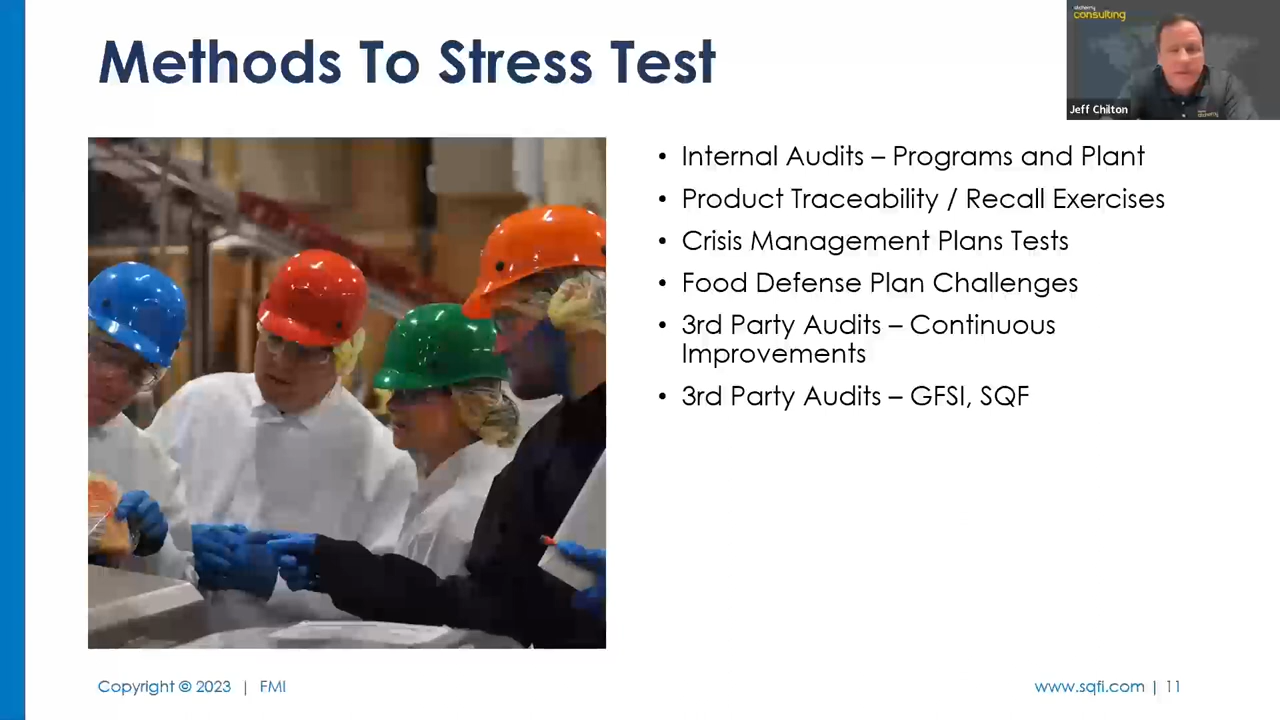 Methods To Stress Test
alchemy
consulting
Jeff Chilton
• Internal Audits – Programs and Plant
• Product Traceability / Recall Exercises
• Crisis Management Plans Tests
• Food Defense Plan Challenges
• 3rd Party Audits – Continuous
Improvements
• 3rd Party Audits – GFSI, SQF
Copyright © 2023 | FMI
www.sqfi.com | 11